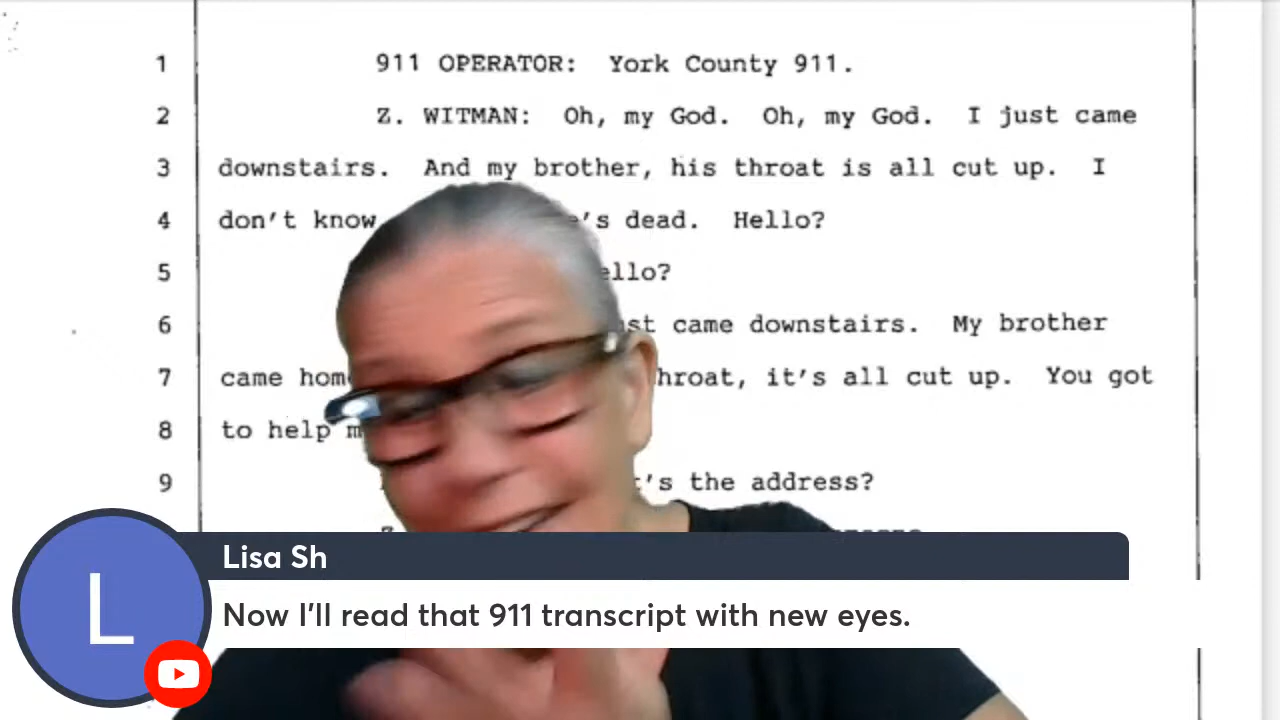 1 911 OPERATOR: York County 911.
2 Z. WITMAN: Oh, my God. Oh, my God. I just came
3 downstairs. And my brother, his throat is all cut up. I
4 don't know 's dead. Hello?
5 ello?
6 st came downstairs. My brother
7 came hom hroat, it's all cut up. You got
8 to help m
9 t's the address?
Z
Lisa Sh
L
Now I'll read that 911 transcript with new eyes.